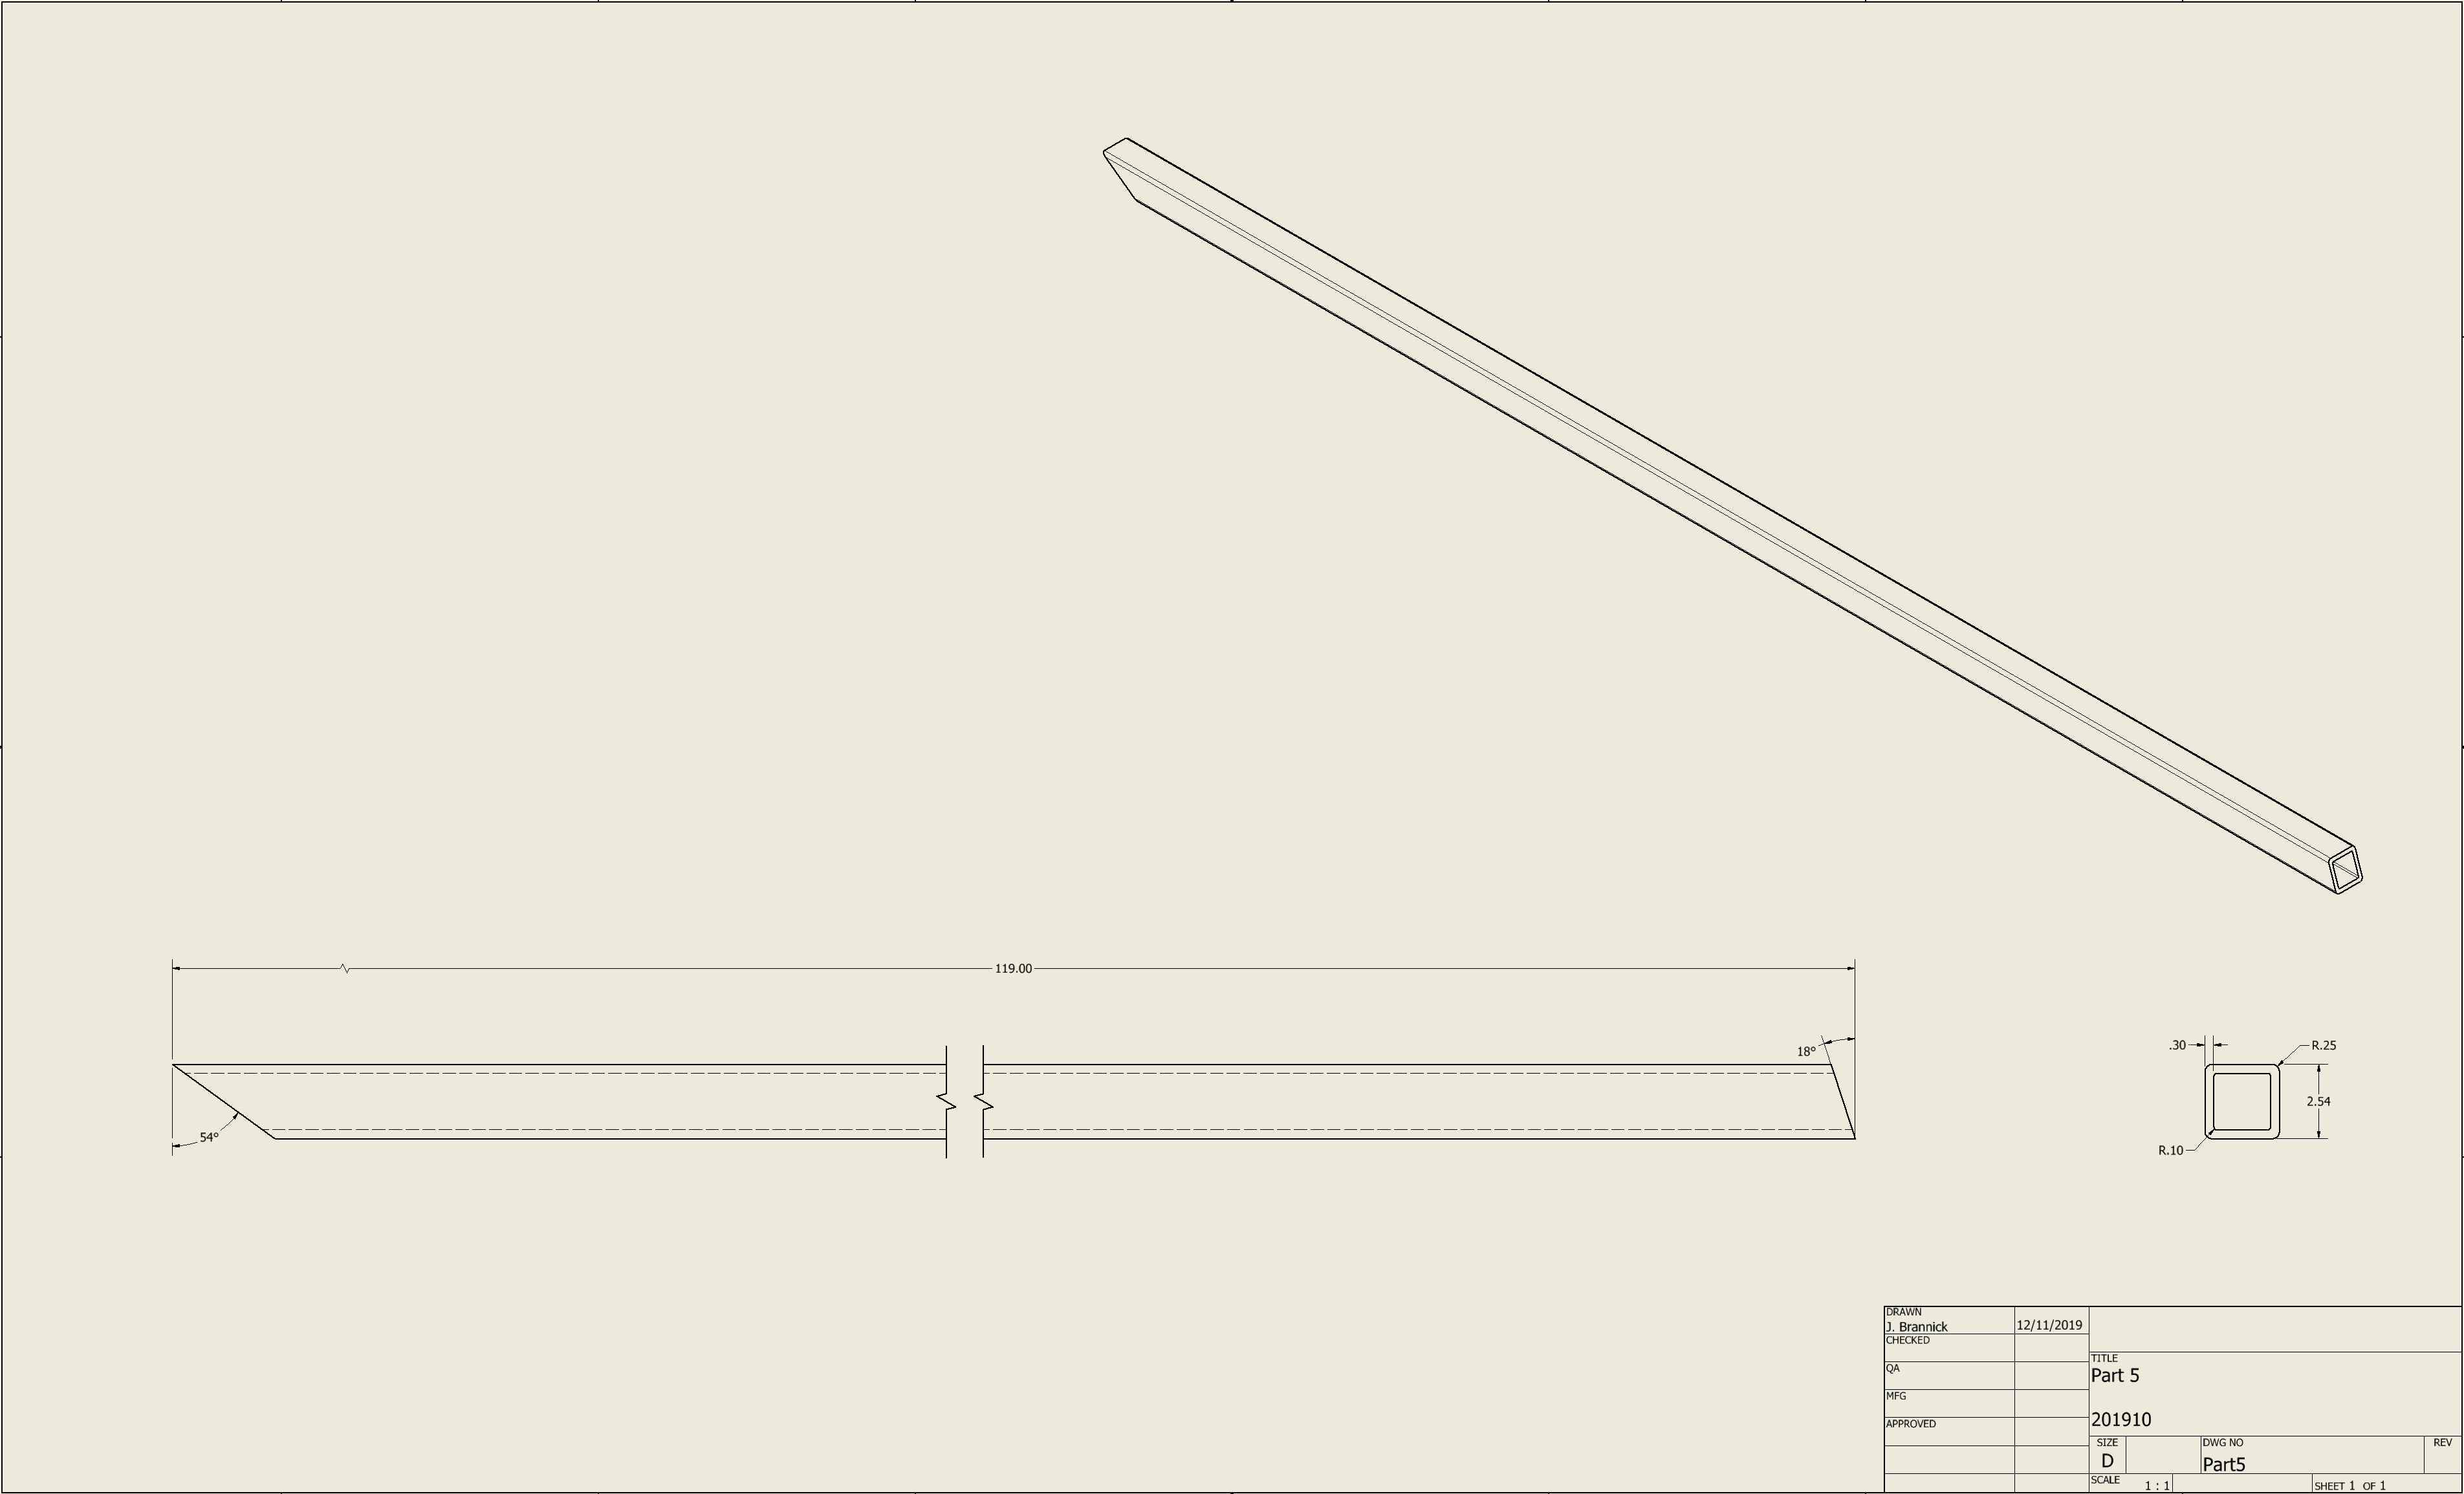 119.00
18°
54°
.30
R.25
2.54
R.10
DRAWN
J. Brannick
12/11/2019
CHECKED
QA
MFG
APPROVED
TITLE
Part 5
201910
SIZE
D
DWG NO
Part5
REV
SCALE
1 : 1
SHEET 1 OF 1